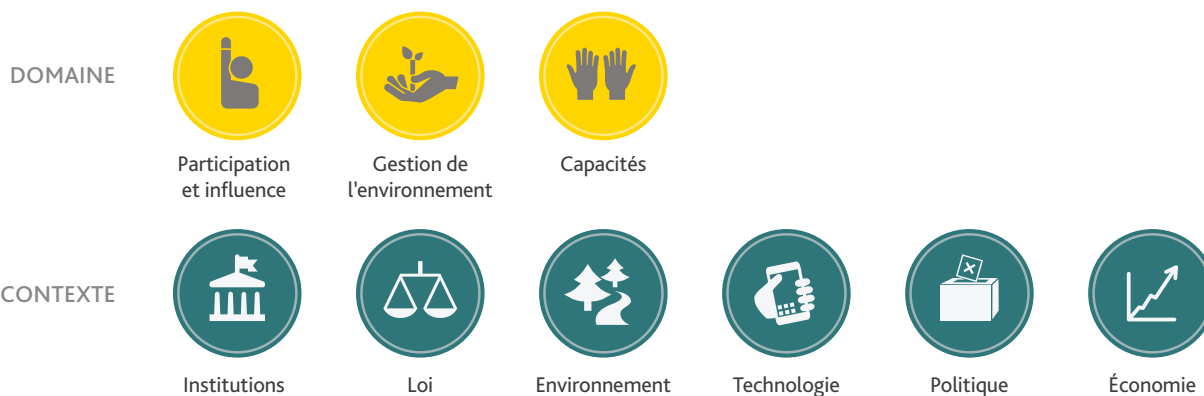 DOMAINE
Participation
et influence
Gestion de
l'environnement
Capacités
CONTEXTE
Institutions
Loi
Environnement
Technologie
Politique
Économie